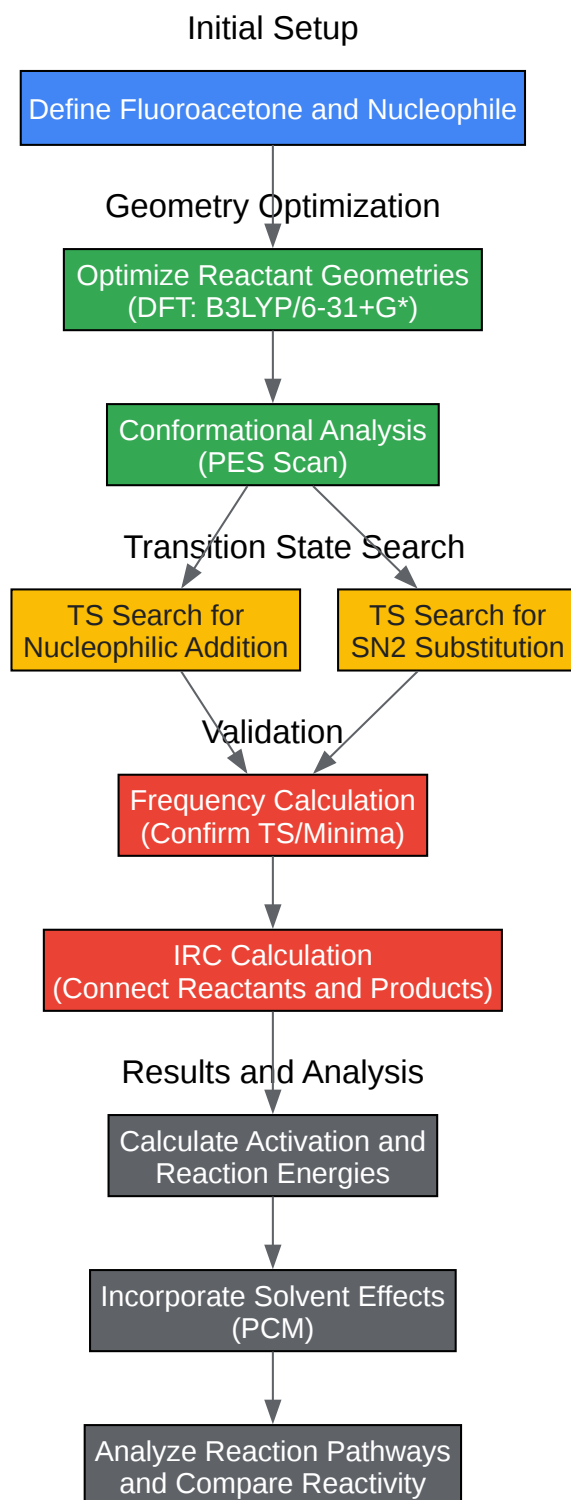 Initial Setup
Define Fluoroacetone and Nucleophile
Geometry Optimization
Optimize Reactant Geometries
(DFT: B3LYP/6-31+G*)
Conformational Analysis
(PES Scan)
Transition State Search
TS Search for
Nucleophilic Addition
TS Search for
SN2 Substitution
Validation
Frequency Calculation
(Confirm TS/Minima)
IRC Calculation
(Connect Reactants and Products)
Results and Analysis
Calculate Activation and
Reaction Energies
Incorporate Solvent Effects
(PCM)
Analyze Reaction Pathways
and Compare Reactivity